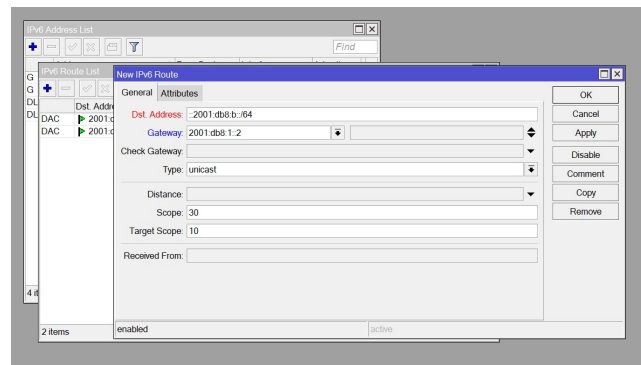 IPv6 Address List
Find
IPv6 Route List
G
G
DL
DL
Dst. Addre
DAC 2001:d
DAC 2001:d
4 it
2 items
New IPv6 Route
General Attributes
Dst. Address: ::2001:db8:b::/64
Gateway: 2001:db8:1::2
Check Gateway:
Type: unicast
Distance:
Scope: 30
Target Scope: 10
Received From:
enabled
active
OK
Cancel
Apply
Disable
Comment
Copy
Remove